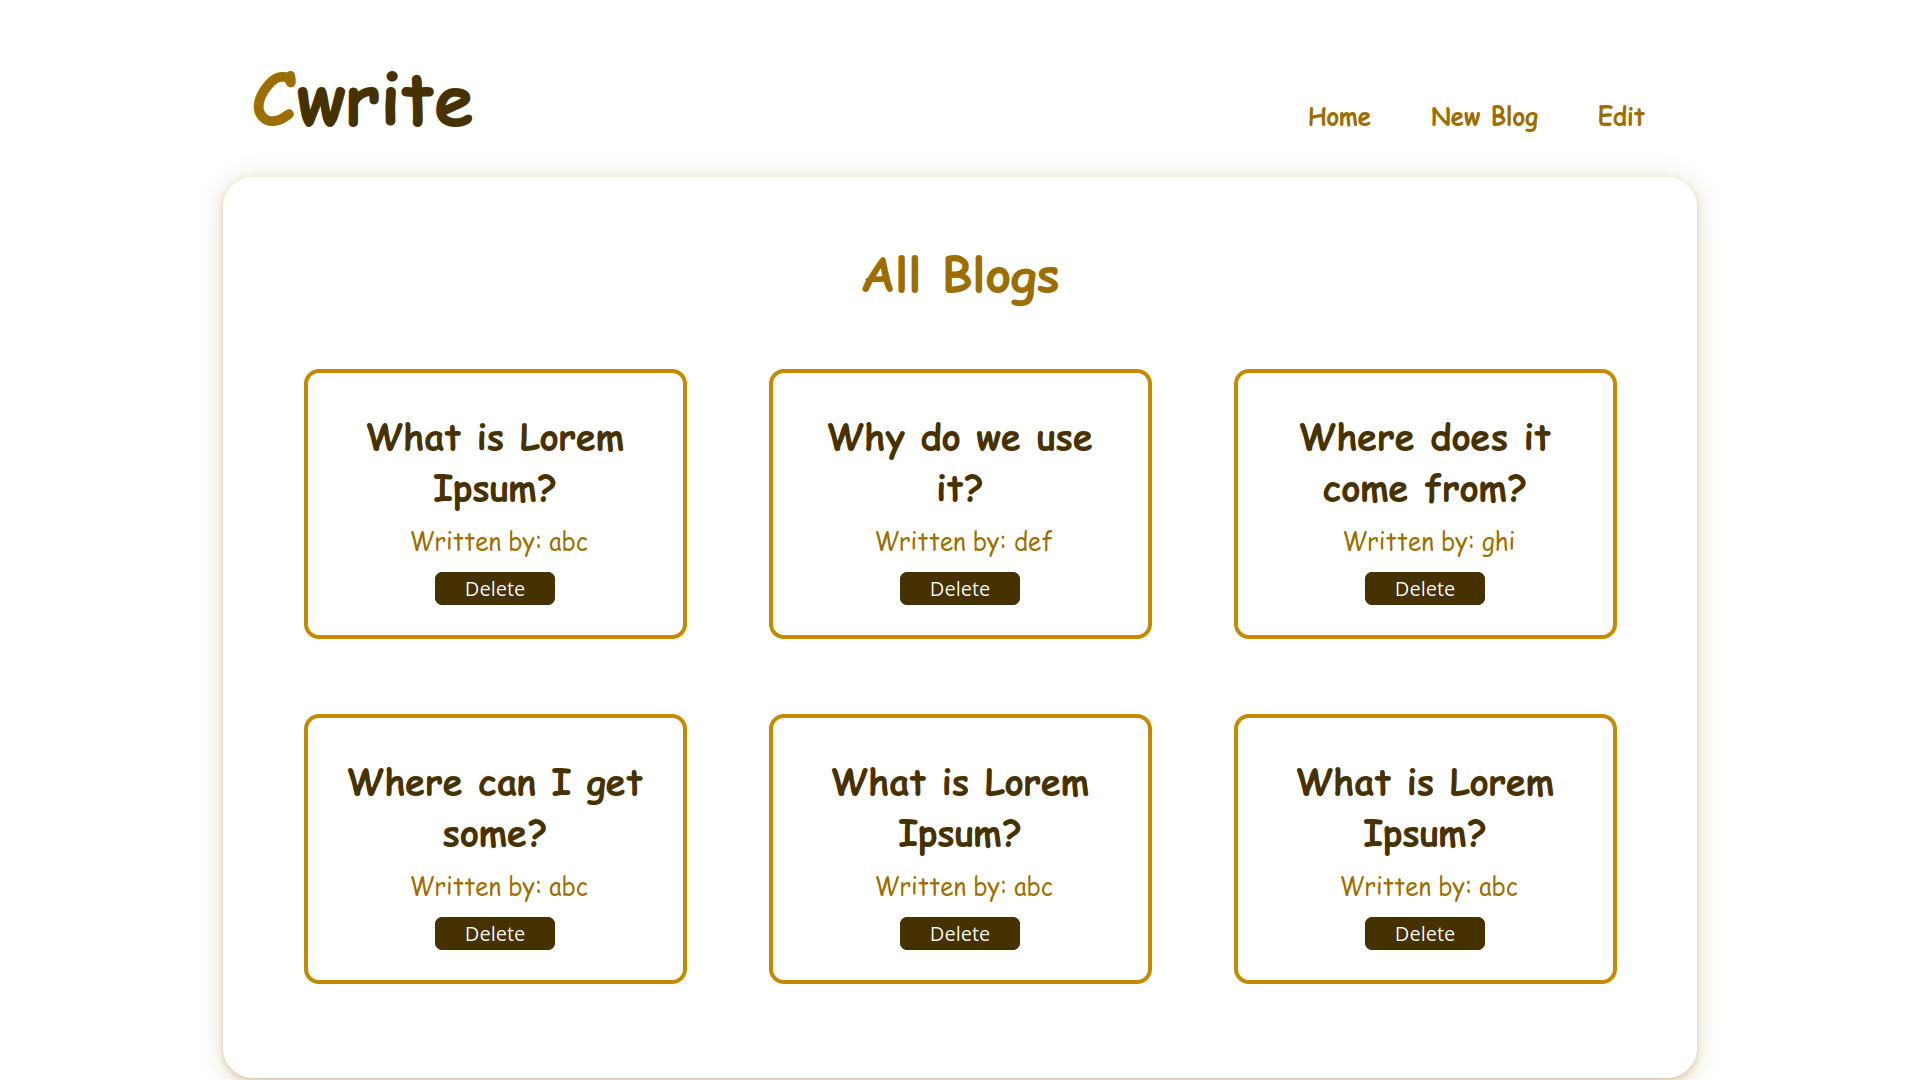 Cwrite
Home New Blog Edit
All Blogs
What is Lorem
Ipsum?
Written by: abc
Delete
Why do we use
it?
Written by: def
Delete
Where does it
come from?
Written by: ghi
Delete
Where can I get
some?
Written by: abc
Delete
What is Lorem
Ipsum?
Written by: abc
Delete
What is Lorem
Ipsum?
Written by: abc
Delete